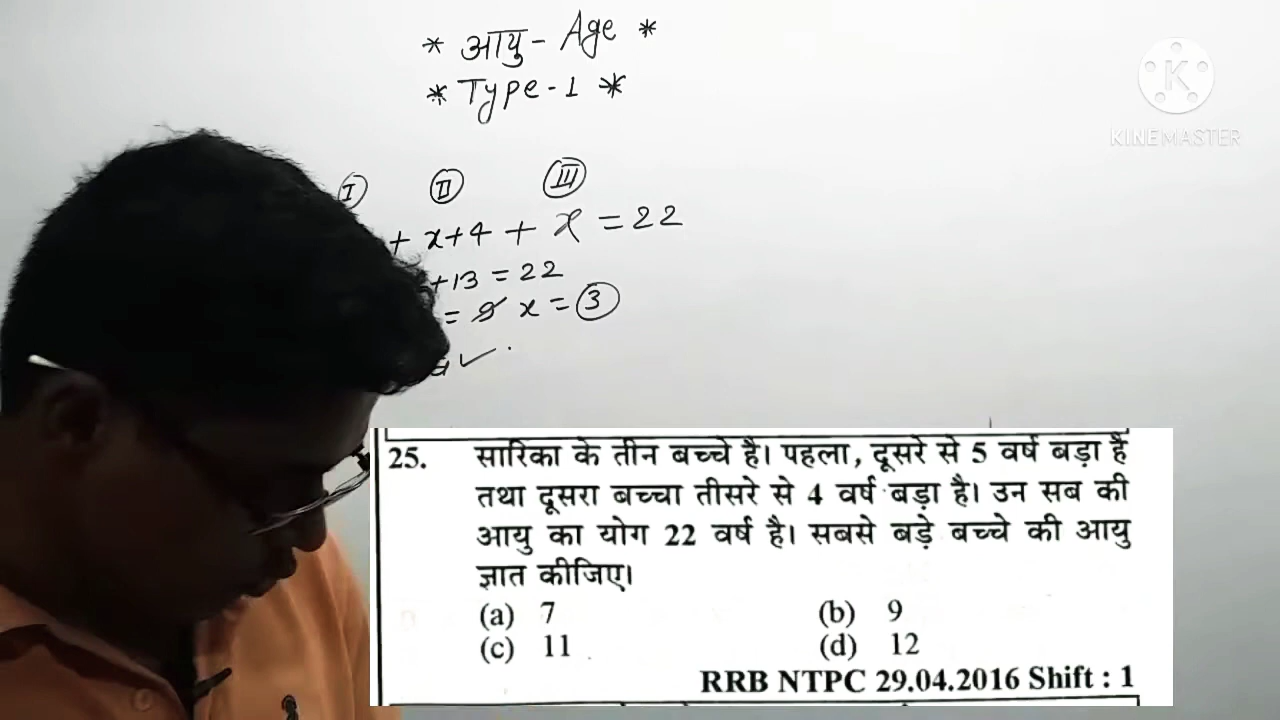 * आयु - Age *
* Type - 1 *
KINEMASTER
I II III
+ x+4 + x = 22
+13 = 22
= 9 x = 3
25. सारिका के तीन बच्चे है। पहला, दूसरे से 5 वर्ष बड़ा है
तथा दूसरा बच्चा तीसरे से 4 वर्ष बड़ा है। उन सब की
आयु का योग 22 वर्ष है। सबसे बड़े बच्चे की आयु
ज्ञात कीजिए।
(a) 7 (b) 9
(c) 11 (d) 12
RRB NTPC 29.04.2016 Shift : 1